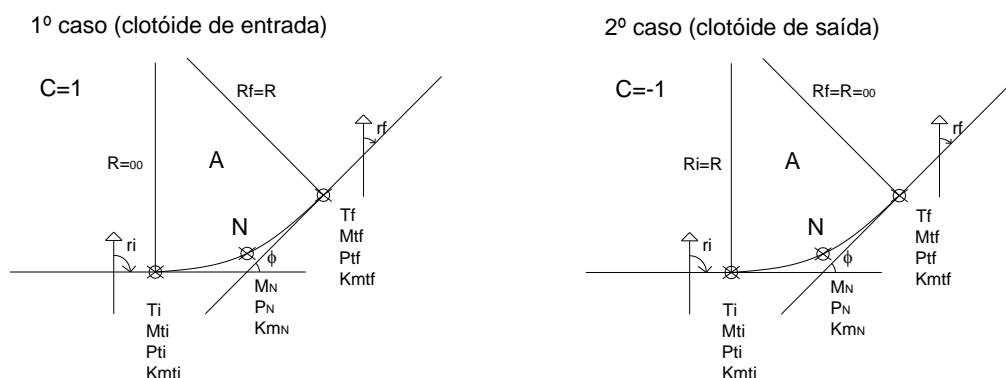 1º caso (clotóide de entrada)
C=1
Rf=R
rf
R=oo
A
N
Tf
Mtf
Ptf
Kmtf
ri
ϕ
MN
PN
KmN
Ti
Mti
Pti
Kmti
2º caso (clotóide de saída)
C=-1
Rf=R=oo
rf
Ri=R
A
N
Tf
Mtf
Ptf
Kmtf
ri
ϕ
MN
PN
KmN
Ti
Mti
Pti
Kmti